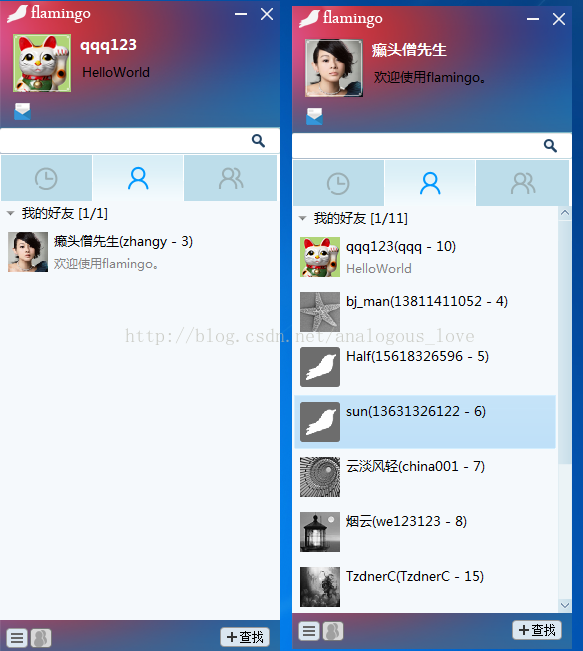 flamingo
qqq123
HelloWorld
我的好友 [1/1]
癞头僧先生(zhangy - 3)
欢迎使用flamingo。
查找
flamingo
癞头僧先生
欢迎使用flamingo。
我的好友 [1/11]
qqq123(qqq - 10)
HelloWorld
bj_man(13811411052 - 4)
Half(15618326596 - 5)
sun(13631326122 - 6)
云淡风轻(china001 - 7)
烟云(we123123 - 8)
TzdnerC(TzdnerC - 15)
查找
http://blog.csdn.net/analogous_love